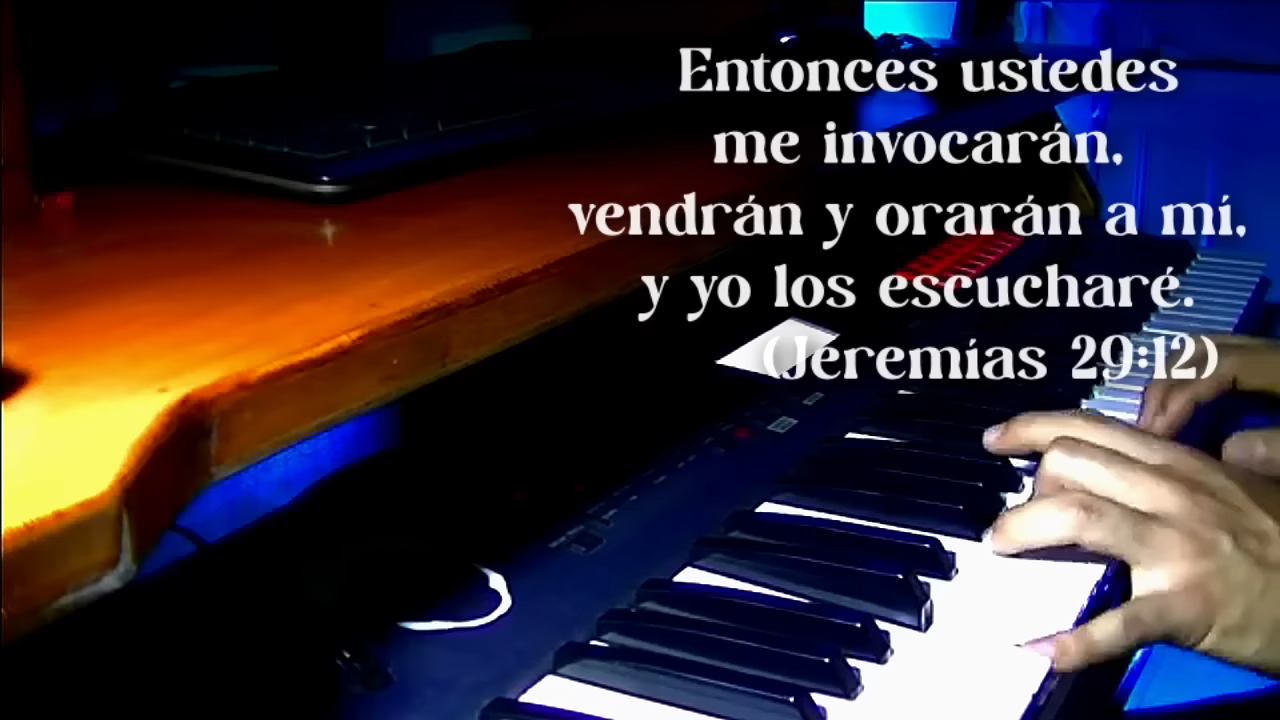 Entonces ustedes
me invocarán,
vendrán y orarán a mí,
y yo los escucharé.
(Jeremías 29:12)